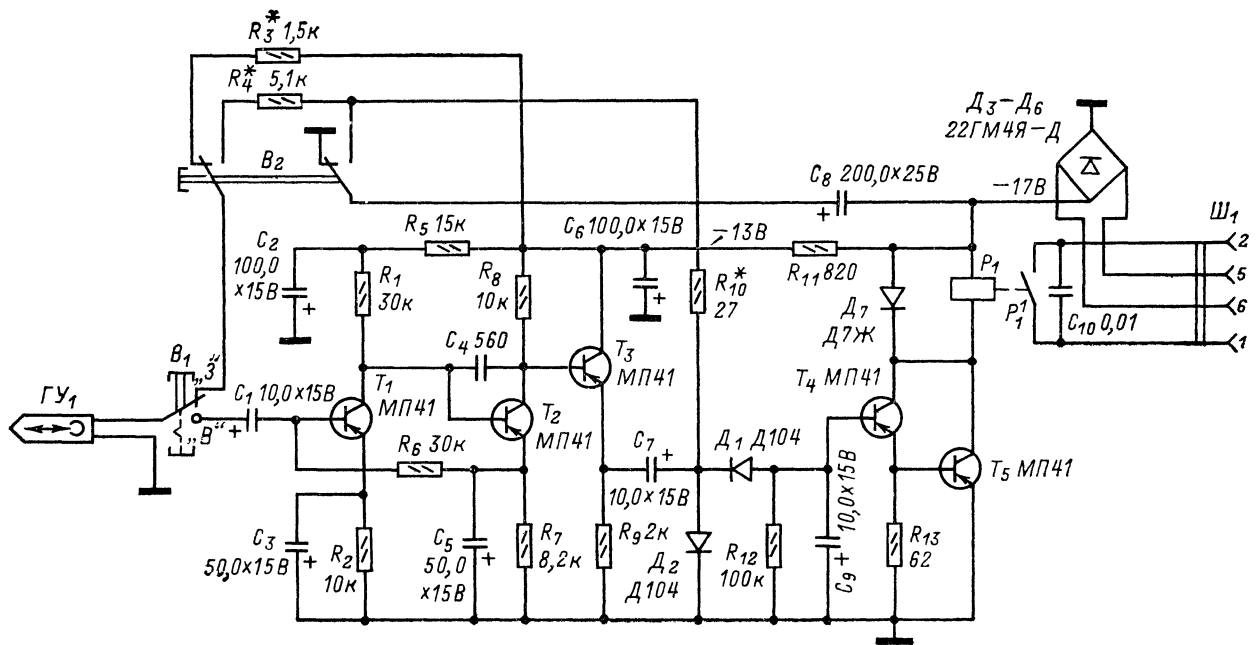 R3* 1,5к
R4* 5,1к
B2
Д3–Д6
22ГМ4Я–Д
C8 200,0×25В
–17В
Ш1
2
5
6
1
R5 15к
C6 100,0×15В
–13В
C2
100,0
×15В
R1
30к
R8
10к
R10*
27
R11 820
P1
P1 1
C10 0,01
Д7
Д7Ж
C4 560
T3
МП41
T4 МП41
ГУ1
B1
„З“
„В“
C1 10,0×15В
T1
МП41
T2
МП41
R6 30к
C7
10,0×15В
Д1 Д104
C9 10,0×15В
T5 МП41
C3
50,0×15В
R2
10к
C5
50,0
×15В
R7
8,2к
R9 2к
Д2
Д104
R12
100к
R13
62